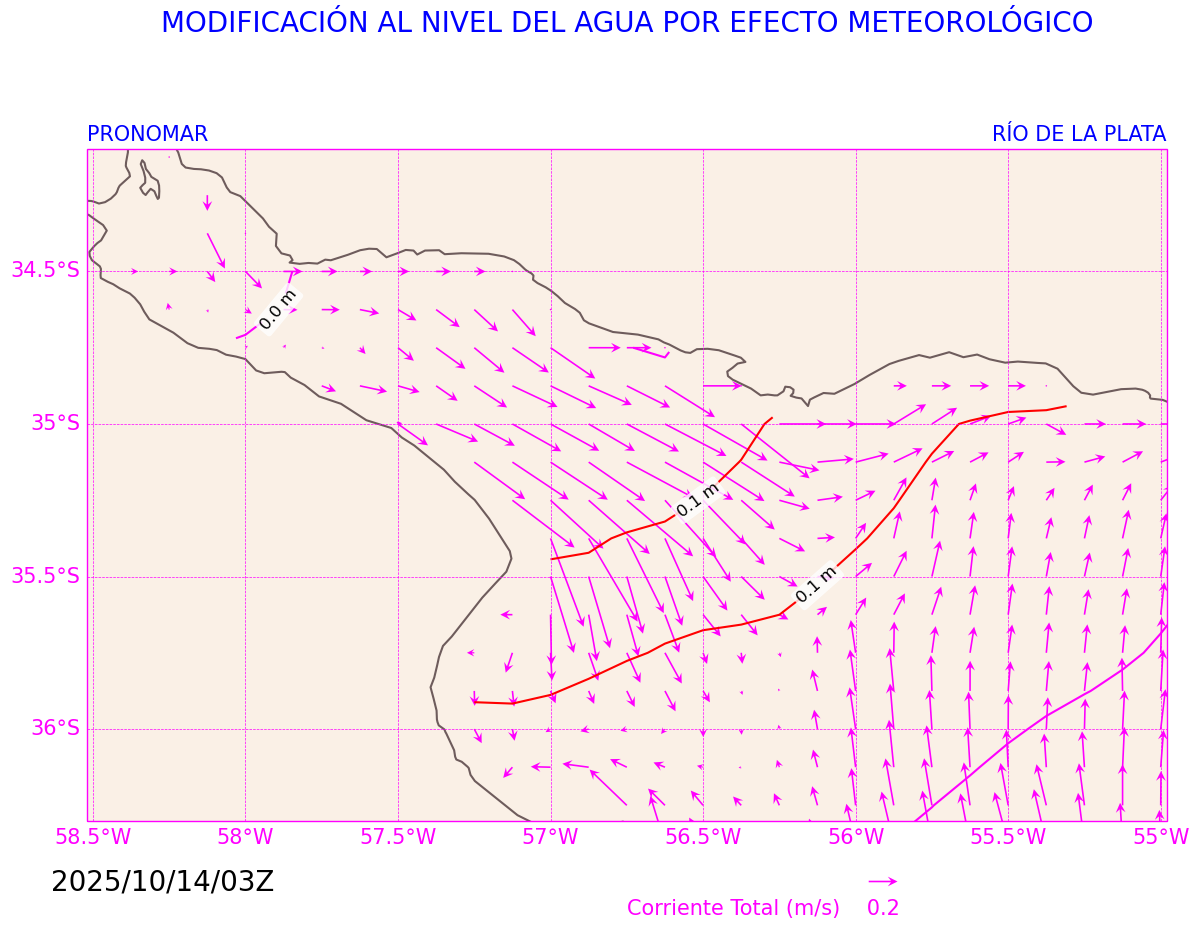 MODIFICACIÓN AL NIVEL DEL AGUA POR EFECTO METEOROLÓGICO
PRONOMAR
RÍO DE LA PLATA
34.5°S
0.0 m
35°S
0.1 m
35.5°S
0.1 m
36°S
58.5°W
58°W
57.5°W
57°W
56.5°W
56°W
55.5°W
55°W
2025/10/14/03Z
Corriente Total (m/s)
0.2